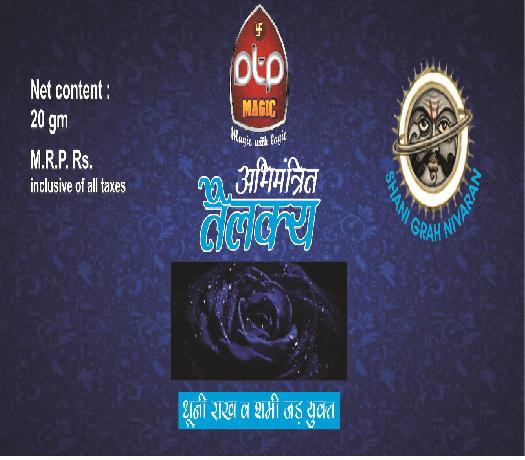 Net content :
20 gm
M.R.P. Rs.
inclusive of all taxes
OLP
MAGIC
Magic with Logic
अभिमंत्रित
तैलक्य
धूनी राख व शमी जड़ युक्त
SHANI GRAH NIVARAN